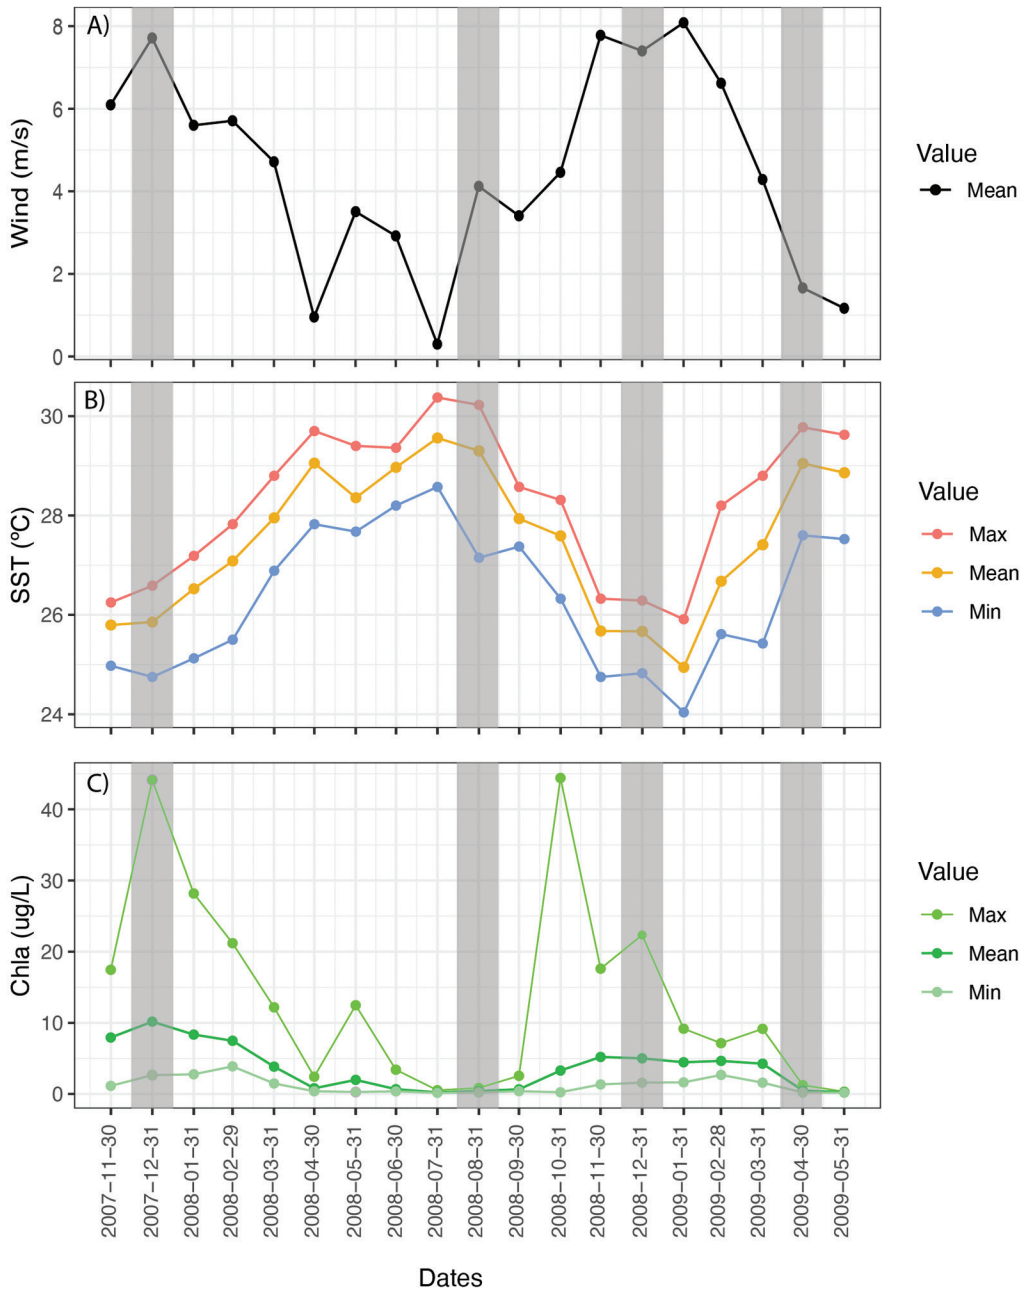 A)
8
6
4
2
0
Wind (m/s)
Value
Mean
B)
30
28
26
24
SST (ºC)
Value
Max
Mean
Min
C)
40
30
20
10
0
Chla (ug/L)
Value
Max
Mean
Min
2007−11−30
2007−12−31
2008−01−31
2008−02−29
2008−03−31
2008−04−30
2008−05−31
2008−06−30
2008−07−31
2008−08−31
2008−09−30
2008−10−31
2008−11−30
2008−12−31
2009−01−31
2009−02−28
2009−03−31
2009−04−30
2009−05−31
Dates